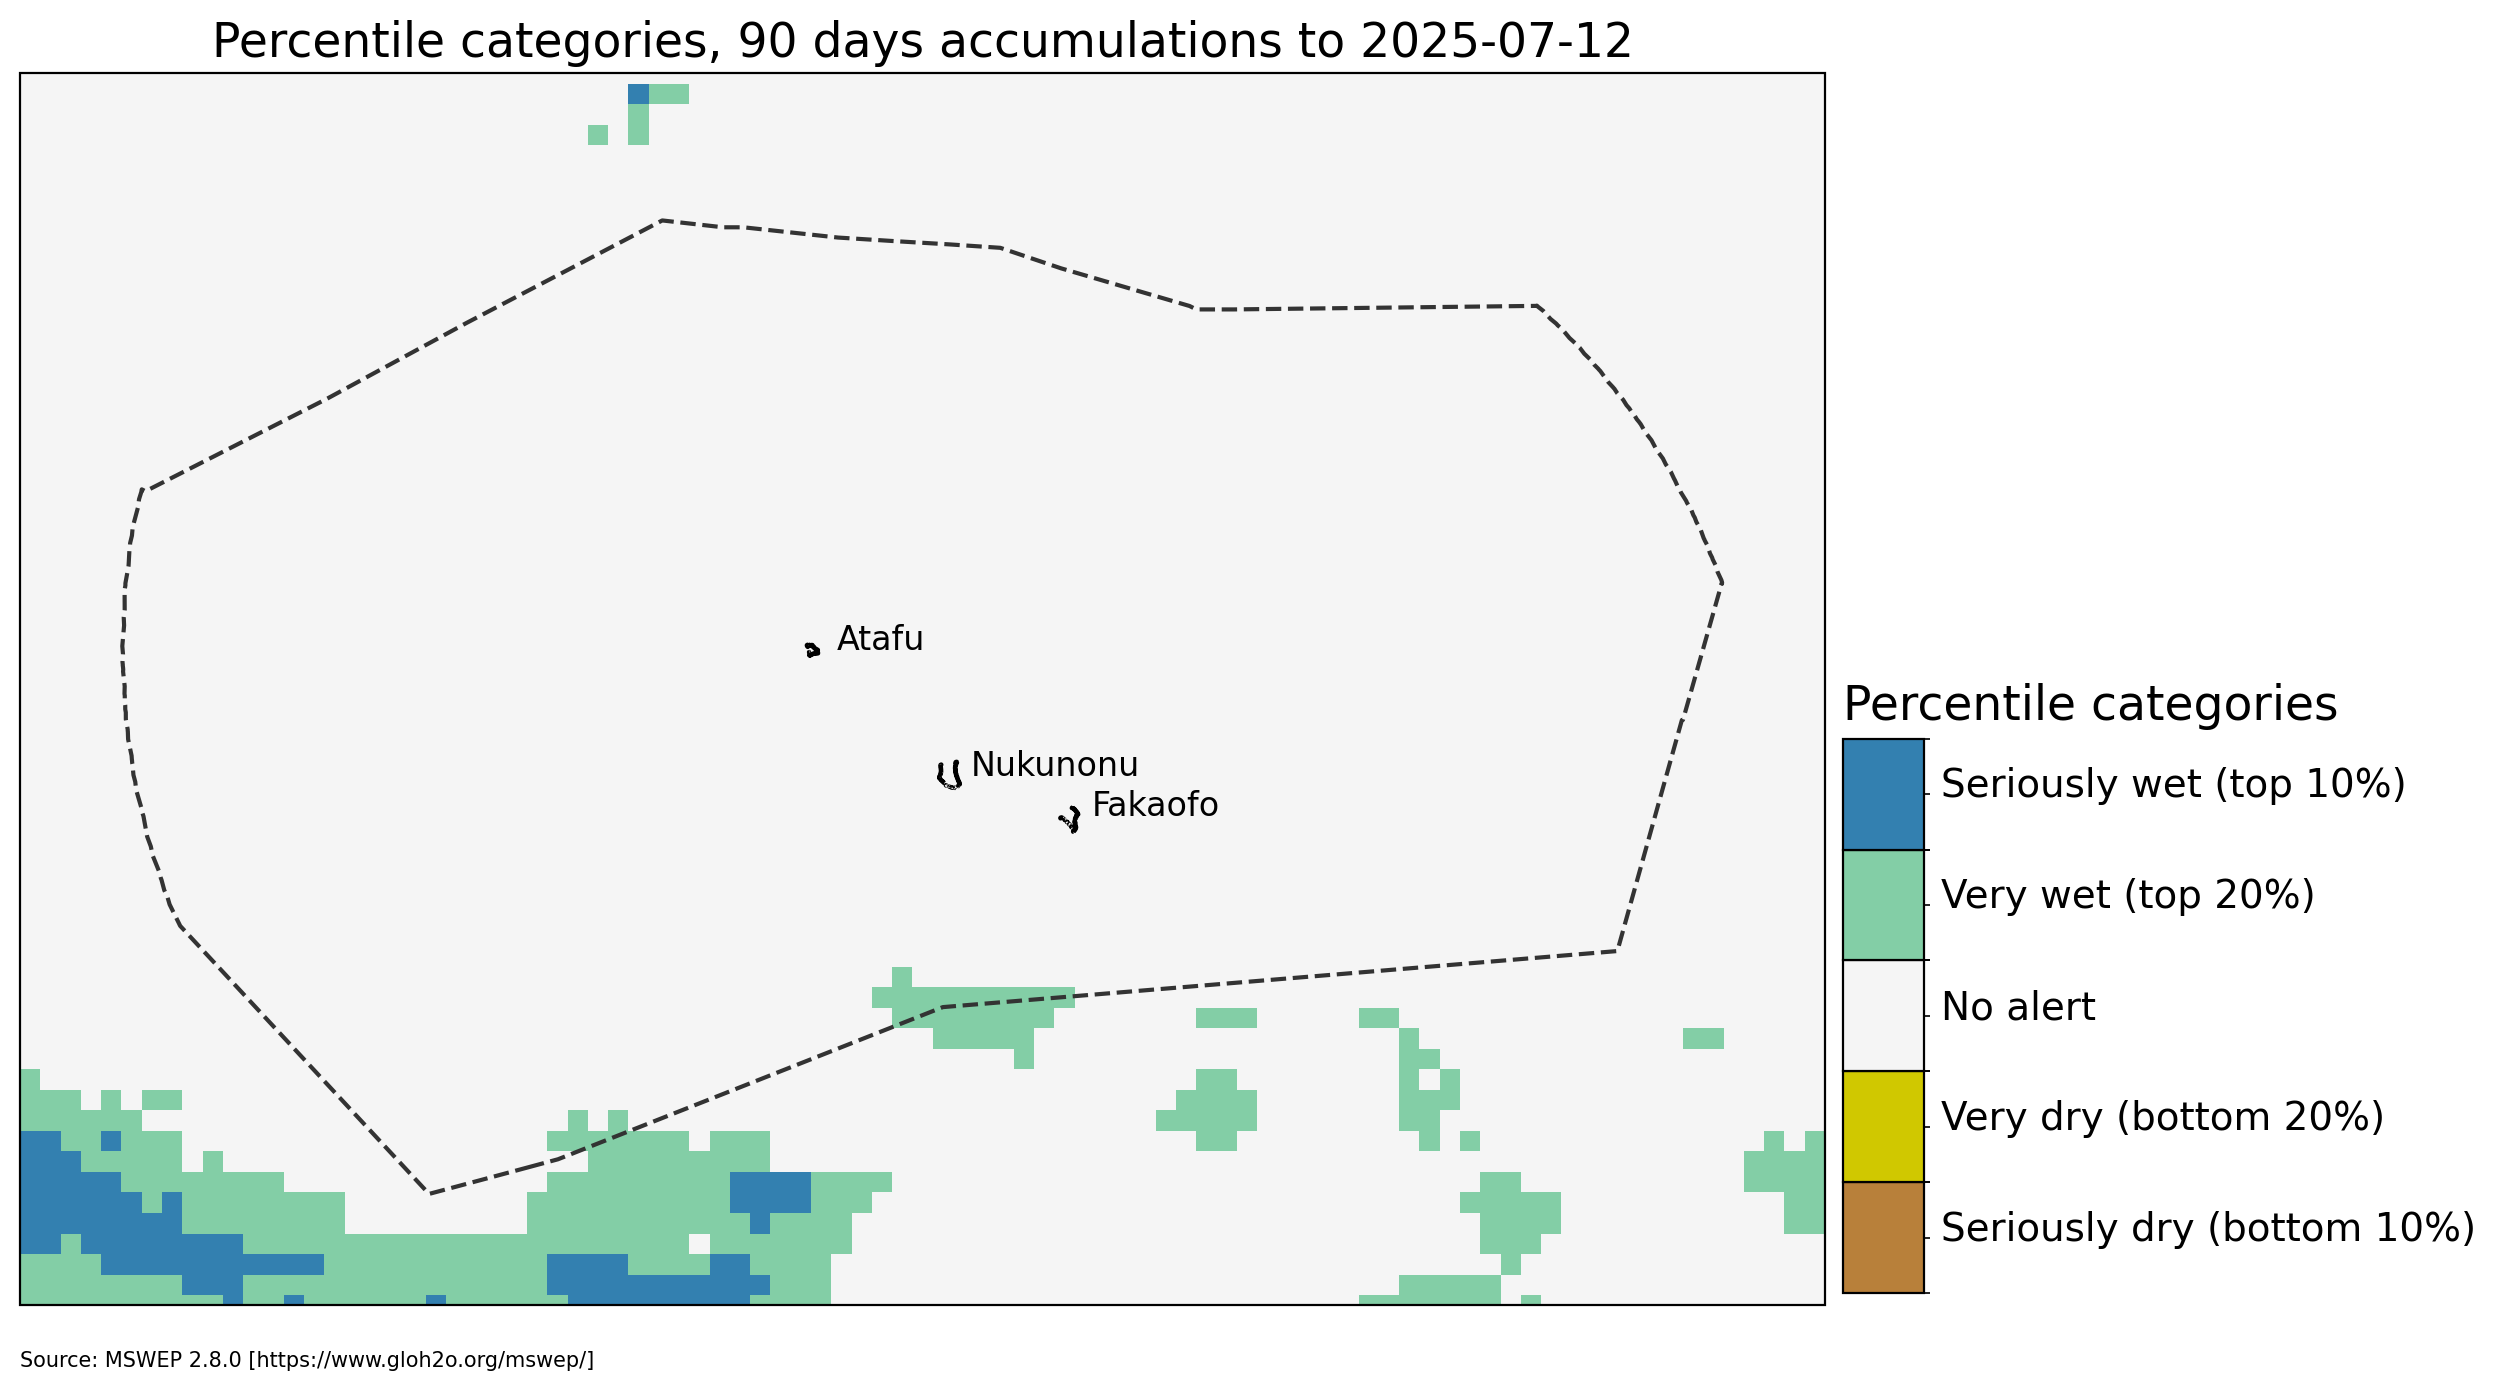 Percentile categories, 90 days accumulations to 2025-07-12
Atafu
Nukunonu
Fakaofo
Percentile categories
Seriously wet (top 10%)
Very wet (top 20%)
No alert
Very dry (bottom 20%)
Seriously dry (bottom 10%)
Source: MSWEP 2.8.0 [https://www.gloh2o.org/mswep/]